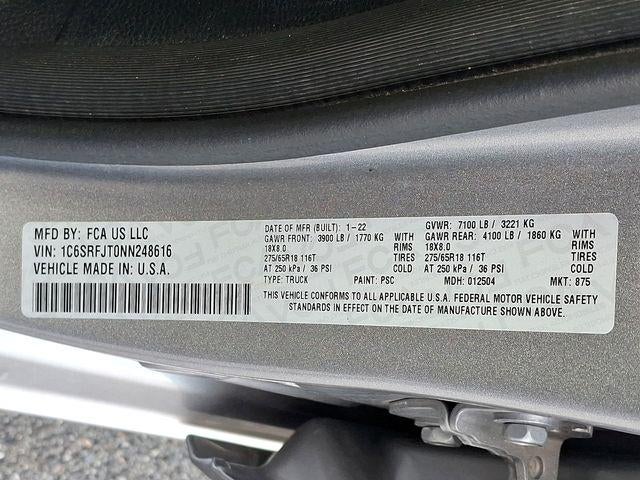 MFD BY: FCA US LLC
VIN: 1C6SRFJT0NN248616
VEHICLE MADE IN U.S.A.
DATE OF MFR (BUILT): 1-22 GVWR: 7100 LB / 3221 KG
GAWR FRONT: 3900 LB / 1770 KG WITH GAWR REAR: 4100 LB / 1860 KG WITH
18X8.0 RIMS 18X8.0 RIMS
275/65R18 116T TIRES 275/65R18 116T TIRES
AT 250 kPa / 36 PSI COLD AT 250 kPa / 36 PSI COLD
TYPE: TRUCK PAINT: PSC MDH: 012504 MKT: 875
THIS VEHICLE CONFORMS TO ALL APPLICABLE U.S.A. FEDERAL MOTOR VEHICLE SAFETY
STANDARDS IN EFFECT ON THE DATE OF MANUFACTURE SHOWN ABOVE.